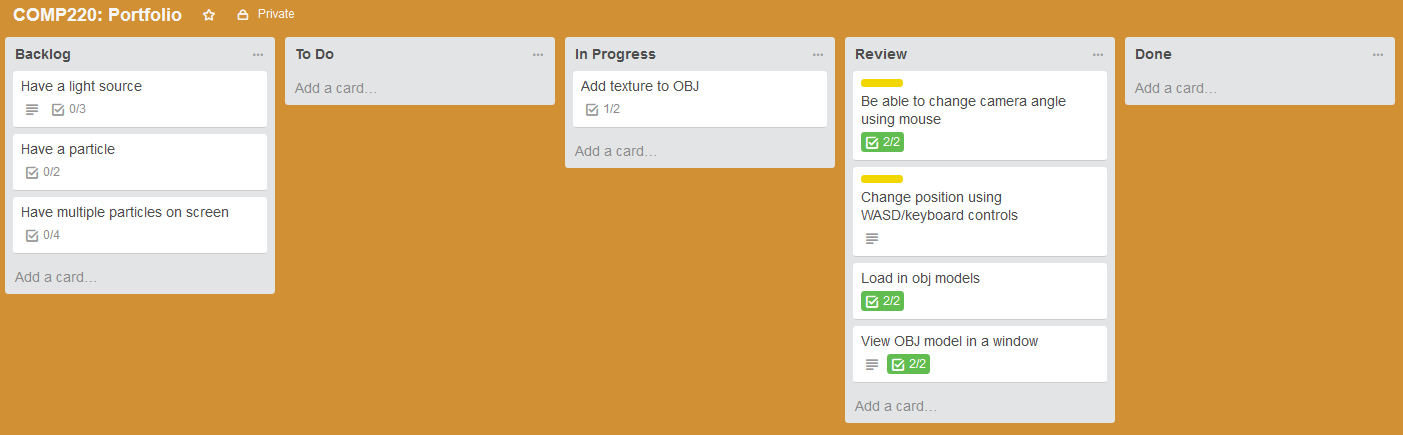 COMP220: Portfolio Private
Backlog
Have a light source
0/3
Have a particle
0/2
Have multiple particles on screen
0/4
Add a card...
To Do
Add a card...
In Progress
Add texture to OBJ
1/2
Add a card...
Review
Be able to change camera angle
using mouse
2/2
Change position using
WASD/keyboard controls
Load in obj models
2/2
View OBJ model in a window
2/2
Add a card...
Done
Add a card...